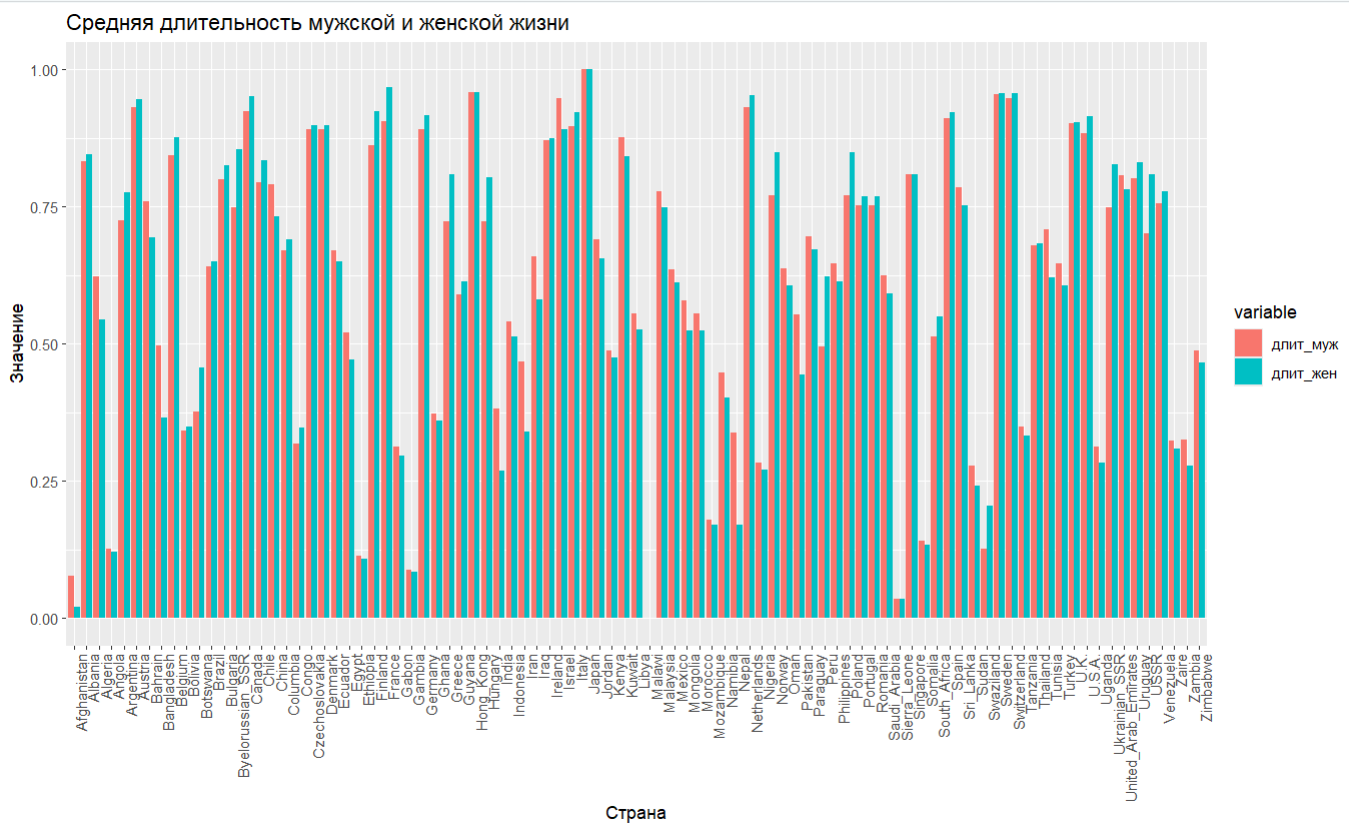 Средняя длительность мужской и женской жизни
1.00
0.75
0.50
0.25
0.00
Значение
Afghanistan
Albania
Algeria
Angola
Argentina
Austria
Bahrain
Bangladesh
Belgium
Bolivia
Botswana
Brazil
Bulgaria
Byelorussian_SSR
Canada
Chile
China
Columbia
Congo
Czechoslovakia
Denmark
Ecuador
Egypt
Ethiopia
Finland
France
Gabon
Gambia
Germany
Ghana
Greece
Guyana
Hong_Kong
Hungary
India
Indonesia
Iran
Iraq
Ireland
Israel
Italy
Japan
Jordan
Kenya
Kuwait
Libya
Malawi
Malaysia
Mexico
Mongolia
Morocco
Mozambique
Namibia
Nepal
Netherlands
Nigeria
Norway
Oman
Pakistan
Paraguay
Peru
Philippines
Poland
Portugal
Romania
Saudi_Arabia
Sierra_Leone
Singapore
Somalia
South_Africa
Spain
Sri_Lanka
Sudan
Swaziland
Sweden
Switzerland
Tanzania
Thailand
Tunisia
Turkey
U.K.
U.S.A.
Uganda
Ukrainian_SSR
United_Arab_Emirates
Uruguay
USSR
Venezuela
Zaire
Zambia
Zimbabve
Страна
variable
длит_муж
длит_жен